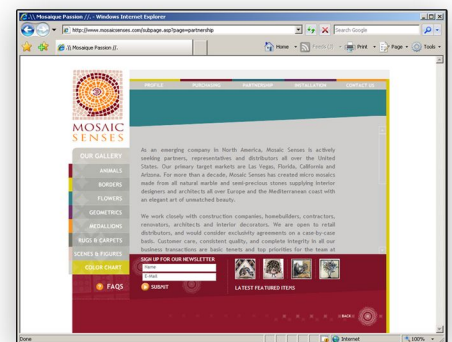 .\\ Mosaique Passion //. - Windows Internet Explorer
http://www.mosaicsenses.com/subpage.asp?page=partnership
Search Google
.\\ Mosaique Passion //.
Home
Print
Page
Tools
PROFILE PURCHASING PARTNERSHIP INSTALLATION CONTACT US
MOSAIC
SENSES
OUR GALLERY
ANIMALS
BORDERS
FLOWERS
GEOMETRICS
MEDALLIONS
RUGS & CARPETS
SCENES & FIGURES
COLOR CHART
FAQS
As an emerging company in North America, Mosaic Senses is actively
seeking partners, representatives and distributors all over the United
States. Our primary target markets are Las Vegas, Florida, California and
Arizona. For more than a decade, Mosaic Senses has created micro mosaics
made from all natural marble and semi-precious stones supplying interior
designers and architects all over Europe and the Mediterranean coast with
an elegant art of unmatched beauty.
We work closely with construction companies, homebuilders, contractors,
renovators, architects and interior decorators. We are open to retail
distributors, and would consider exclusivity agreements on a case-by-case
basis. Customer care, consistent quality, and complete integrity in all our
business transactions are basic tenets and top priorities for the team at
SIGN UP FOR OUR NEWSLETTER
Name
E-Mail
SUBMIT
LATEST FEATURED ITEMS
BACK
Done
Internet
100%